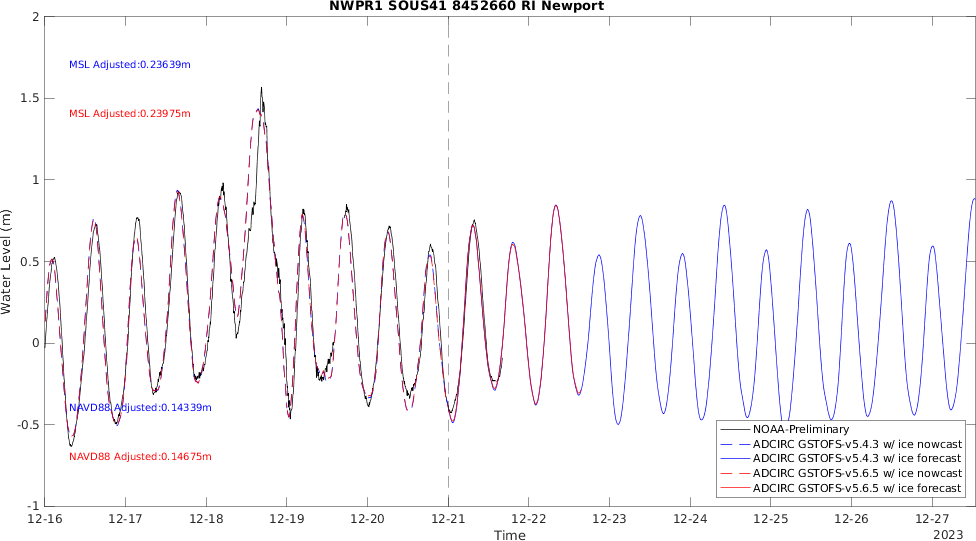 NWPR1 SOUS41 8452660 RI Newport
2
1.5
1
0.5
0
-0.5
-1
Water Level (m)
MSL Adjusted:0.23639m
MSL Adjusted:0.23975m
NAVD88 Adjusted:0.14339m
NAVD88 Adjusted:0.14675m
NOAA-Preliminary
ADCIRC GSTOFS-v5.4.3 w/ ice nowcast
ADCIRC GSTOFS-v5.4.3 w/ ice forecast
ADCIRC GSTOFS-v5.6.5 w/ ice nowcast
ADCIRC GSTOFS-v5.6.5 w/ ice forecast
12-16 12-17 12-18 12-19 12-20 12-21 12-22 12-23 12-24 12-25 12-26 12-27
Time
2023